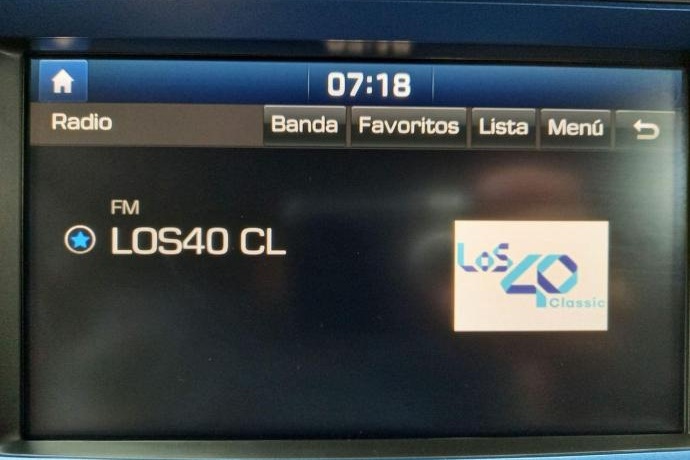 07:18
Radio Banda Favoritos Lista Menú
FM
LOS40 CL
LoS
40
Classic